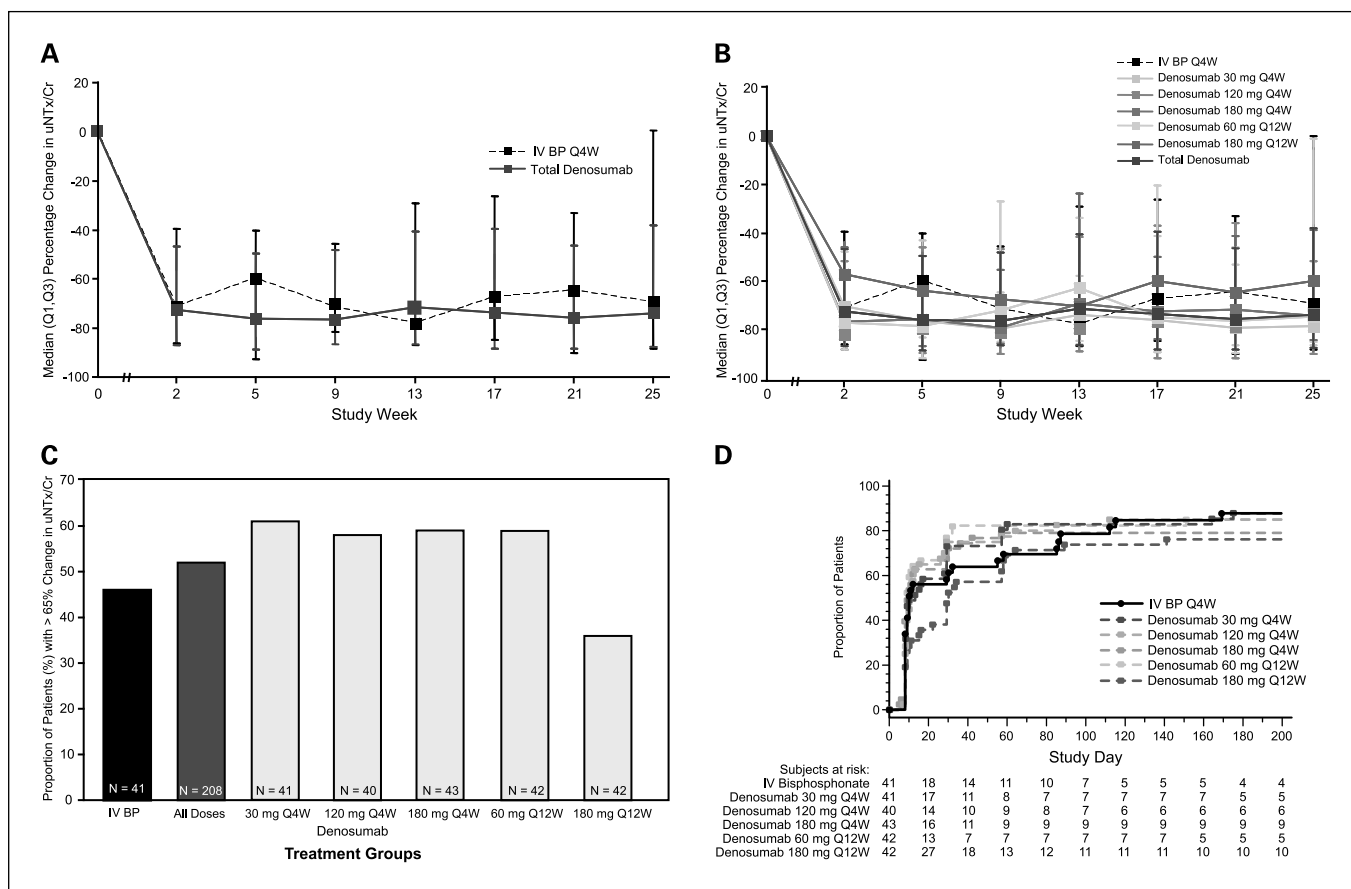 A
Median (Q1,Q3) Percentage Change in uNTx/Cr
20
0
-20
-40
-60
-80
-100
IV BP Q4W
Total Denosumab
0 2 5 9 13 17 21 25
Study Week
B
Median (Q1,Q3) Percentage Change in uNTx/Cr
20
0
-20
-40
-60
-80
-100
IV BP Q4W
Denosumab 30 mg Q4W
Denosumab 120 mg Q4W
Denosumab 180 mg Q4W
Denosumab 60 mg Q12W
Denosumab 180 mg Q12W
Total Denosumab
0 2 5 9 13 17 21 25
Study Week
C
Proportion of Patients (%) with > 65% Change in uNTx/Cr
70
60
50
40
30
20
10
0
N = 41 N = 208 N = 41 N = 40 N = 43 N = 42 N = 42
IV BP All Doses 30 mg Q4W 120 mg Q4W 180 mg Q4W 60 mg Q12W 180 mg Q12W
Denosumab
Treatment Groups
D
Proportion of Patients
100
80
60
40
20
0
IV BP Q4W
Denosumab 30 mg Q4W
Denosumab 120 mg Q4W
Denosumab 180 mg Q4W
Denosumab 60 mg Q12W
Denosumab 180 mg Q12W
0 20 40 60 80 100 120 140 160 180 200
Study Day
Subjects at risk:
IV Bisphosphonate 41 18 14 11 10 7 5 5 5 4 4
Denosumab 30 mg Q4W 41 17 11 8 7 7 7 7 7 5 5
Denosumab 120 mg Q4W 40 14 10 9 8 7 6 6 6 6 6
Denosumab 180 mg Q4W 43 16 11 9 9 9 9 9 9 9 9
Denosumab 60 mg Q12W 42 13 7 7 7 7 7 7 5 5 5
Denosumab 180 mg Q12W 42 27 18 13 12 11 11 11 10 10 10